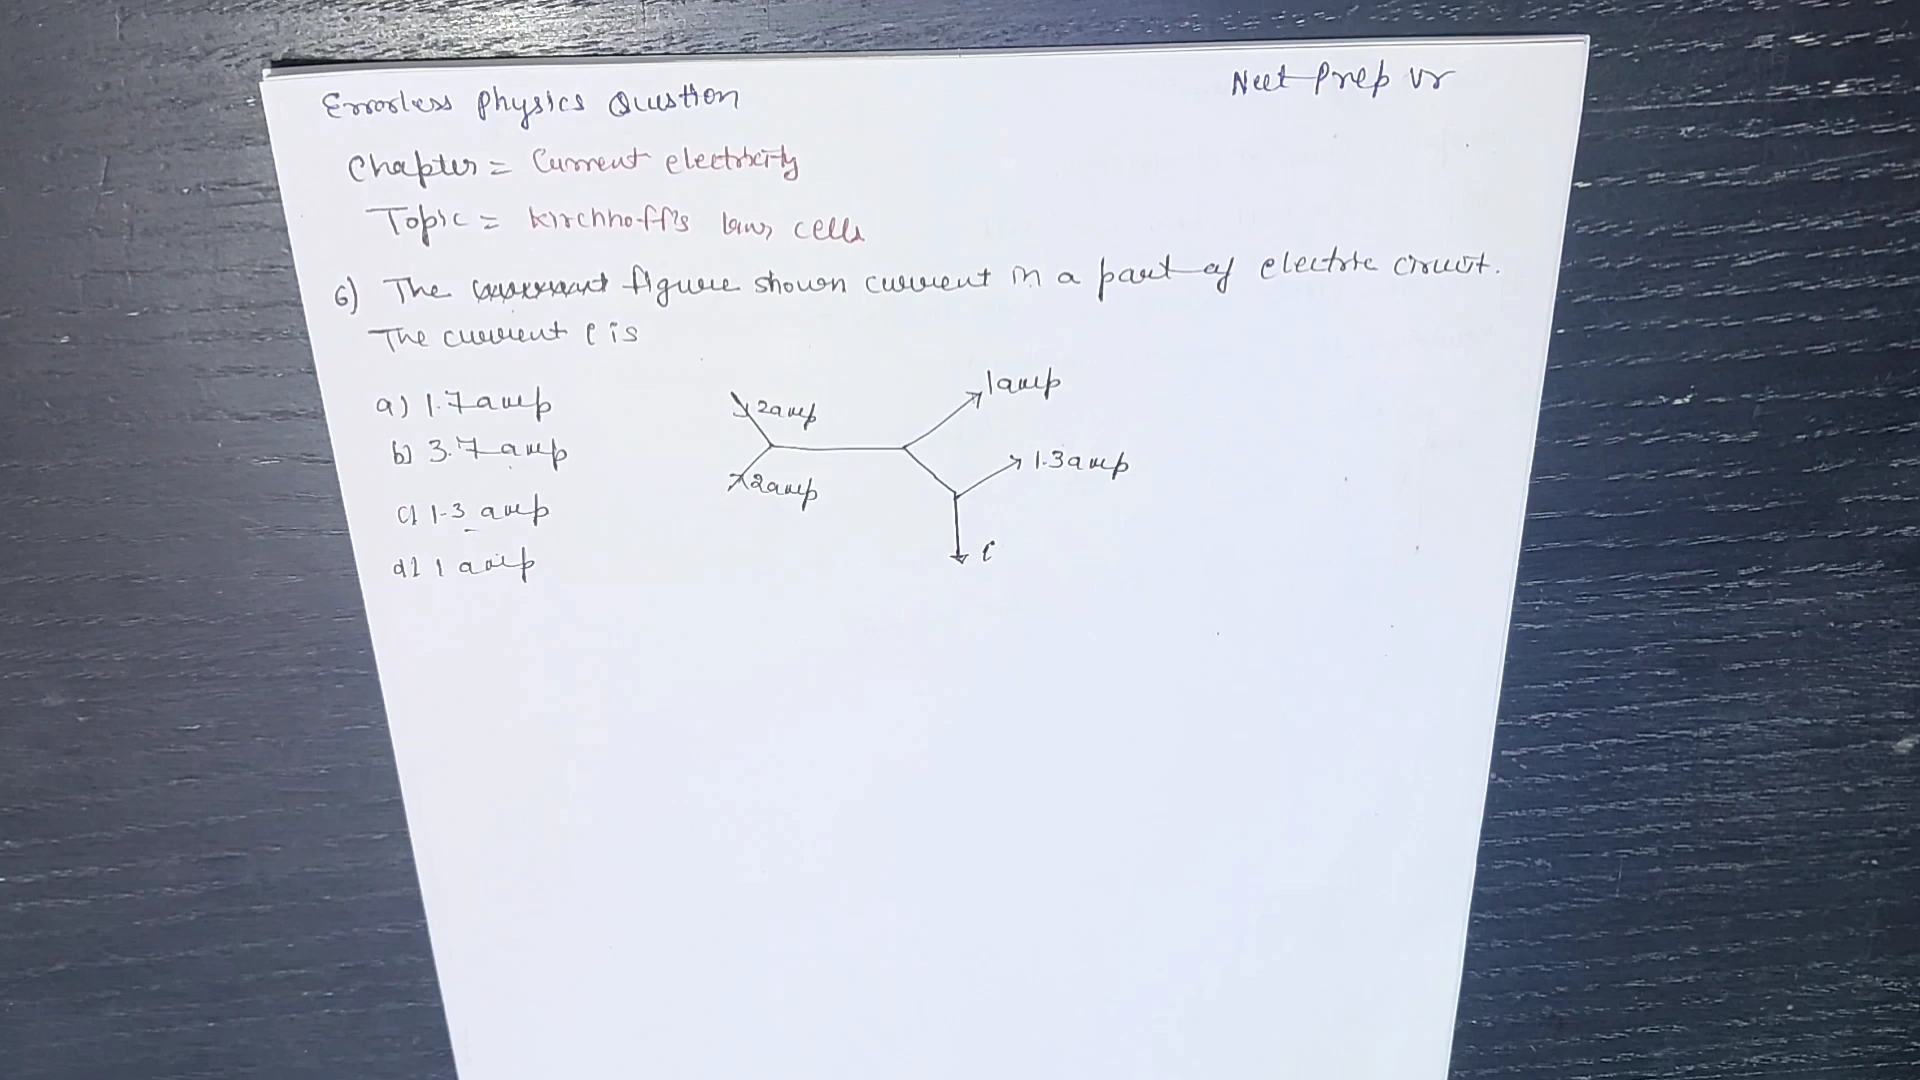 Errorless Physics Question
Neet Prep Vr
Chapter = Current electricity
Topic = Kirchhoff's law, cells
6) The figure shown current in a part of electric circuit.
The current i is
a) 1.7 amp
b) 3.7 amp
c) 1.3 amp
d) 1 amp
2 amp
2 amp
1 amp
1.3 amp
i